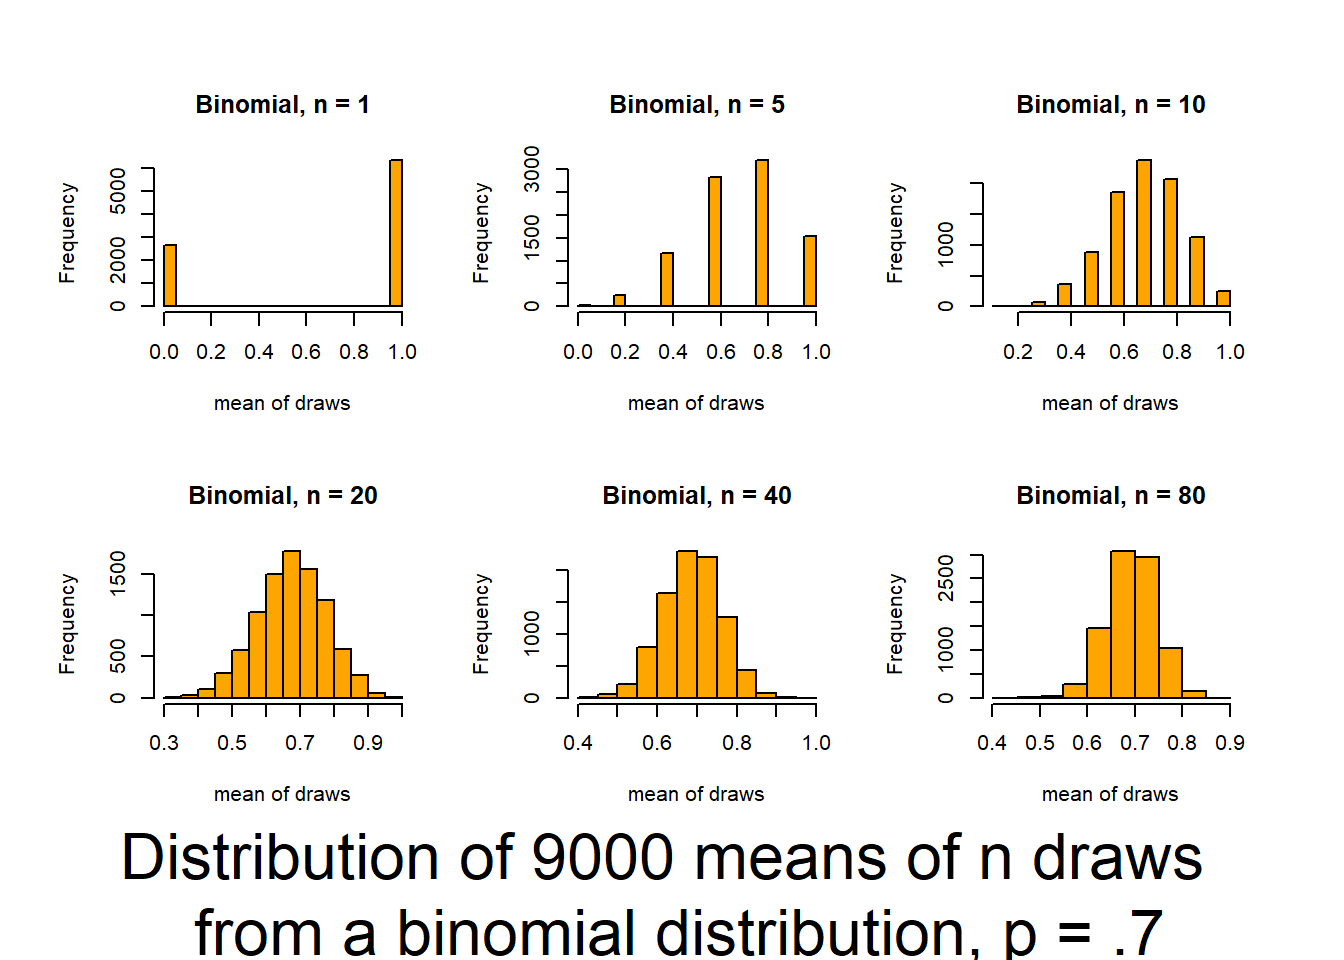 Binomial, n = 1
Frequency
0 2000 5000
0.0 0.2 0.4 0.6 0.8 1.0
mean of draws
Binomial, n = 5
Frequency
0 1500 3000
0.0 0.2 0.4 0.6 0.8 1.0
mean of draws
Binomial, n = 10
Frequency
0 1000
0.2 0.4 0.6 0.8 1.0
mean of draws
Binomial, n = 20
Frequency
0 500 1500
0.3 0.5 0.7 0.9
mean of draws
Binomial, n = 40
Frequency
0 1000
0.4 0.6 0.8 1.0
mean of draws
Binomial, n = 80
Frequency
0 1000 2500
0.4 0.5 0.6 0.7 0.8 0.9
mean of draws
Distribution of 9000 means of n draws
from a binomial distribution, p = .7